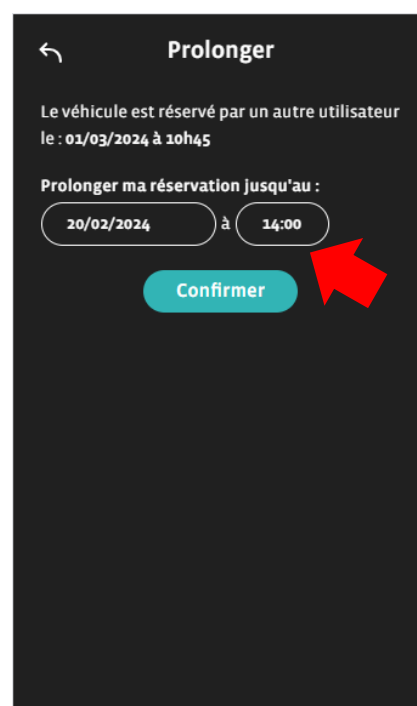 Prolonger
Le véhicule est réservé par un autre utilisateur
le : 01/03/2024 à 10h45
Prolonger ma réservation jusqu'au :
20/02/2024 à 14:00
Confirmer